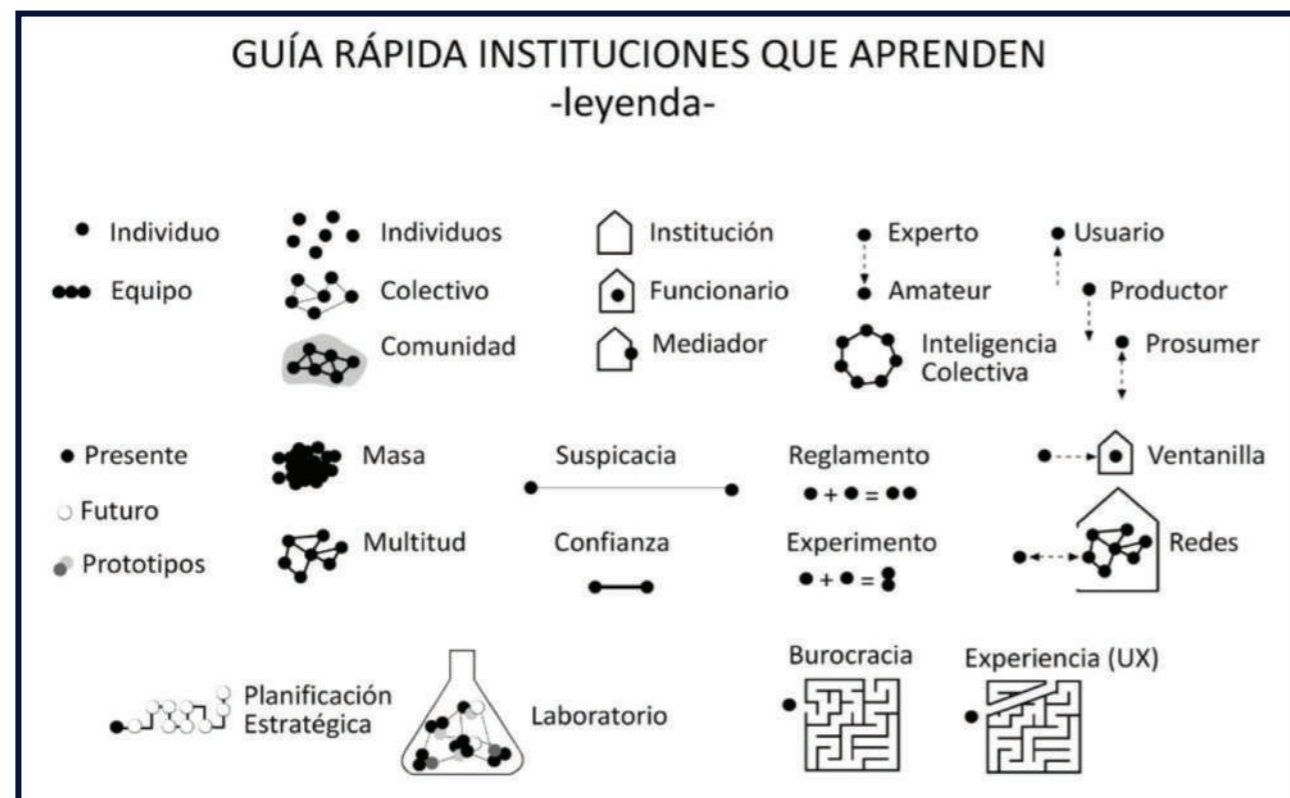 GUÍA RÁPIDA INSTITUCIONES QUE APRENDEN
-leyenda-
Individuo
Individuos
Institución
Experto
Usuario
Equipo
Colectivo
Funcionario
Amateur
Productor
Comunidad
Mediador
Inteligencia
Colectiva
Prosumer
Presente
Masa
Suspicacia
Reglamento
Ventanilla
+ =
Futuro
Multitud
Confianza
Experimento
Redes
Prototipos
+ =
Planificación
Estratégica
Laboratorio
Burocracia
Experiencia (UX)